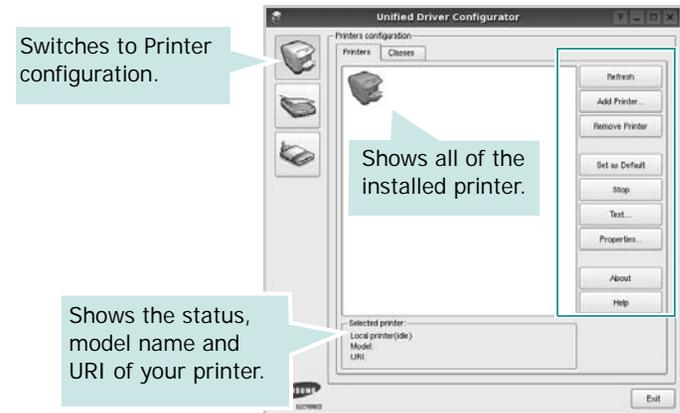 Unified Driver Configurator
Switches to Printer
configuration.
Printers configuration
Printers
Classes
Refresh
Add Printer...
Remove Printer
Set as Default
Stop
Test...
Properties...
About
Help
Shows all of the
installed printer.
Shows the status,
model name and
URI of your printer.
Selected printer:
Local printer(idle)
Model:
URI:
ELECTRONICS
Exit